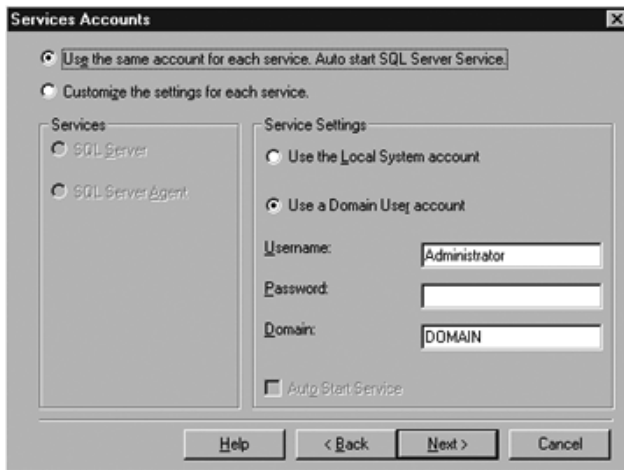 Services Accounts
Use the same account for each service. Auto start SQL Server Service.
Customize the settings for each service.
Services
SQL Server
SQL Server Agent
Service Settings
Use the Local System account
Use a Domain User account
Username:
Administrator
Password:
Domain:
DOMAIN
Auto Start Service
Help
< Back
Next >
Cancel